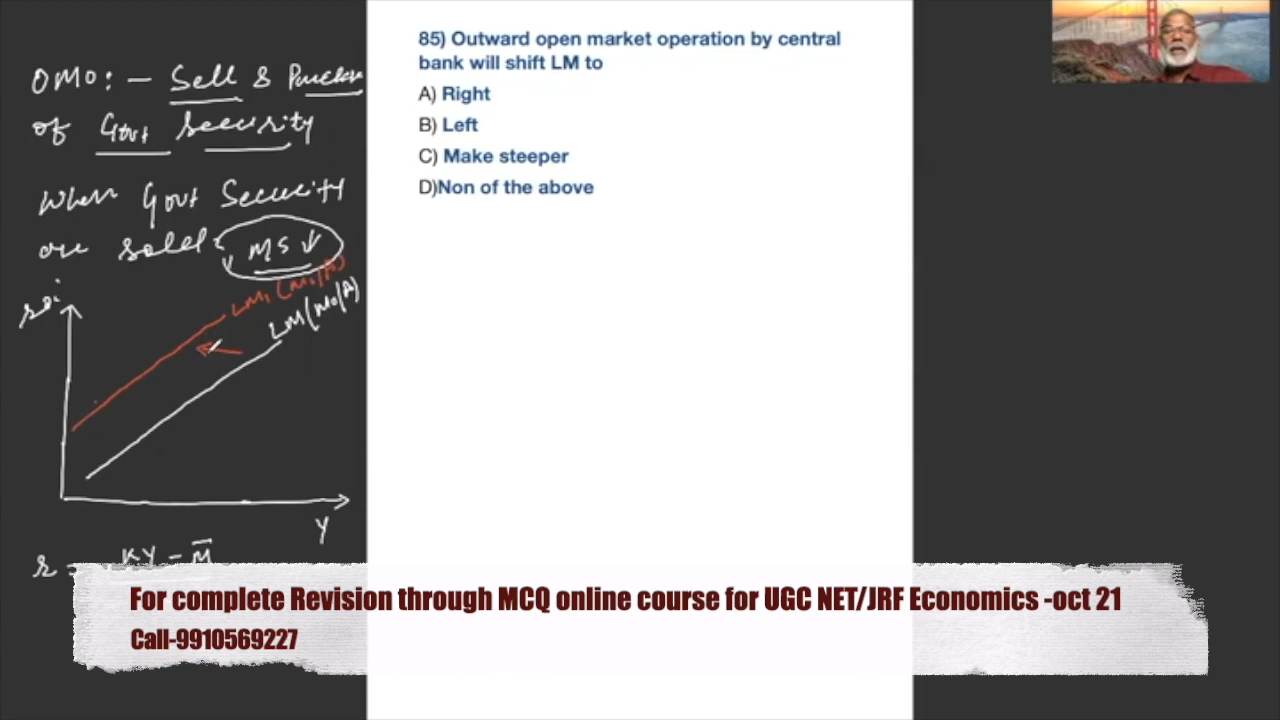 OMO:- Sell & Purchase
of Govt Security
When Govt Security
are sold
MS↓
LM₁
LM(M₀/P)
Y
KY - M̄
85) Outward open market operation by central
bank will shift LM to
A) Right
B) Left
C) Make steeper
D)Non of the above
For complete Revision through MCQ online course for UGC NET/JRF Economics -oct 21
Call-9910569227